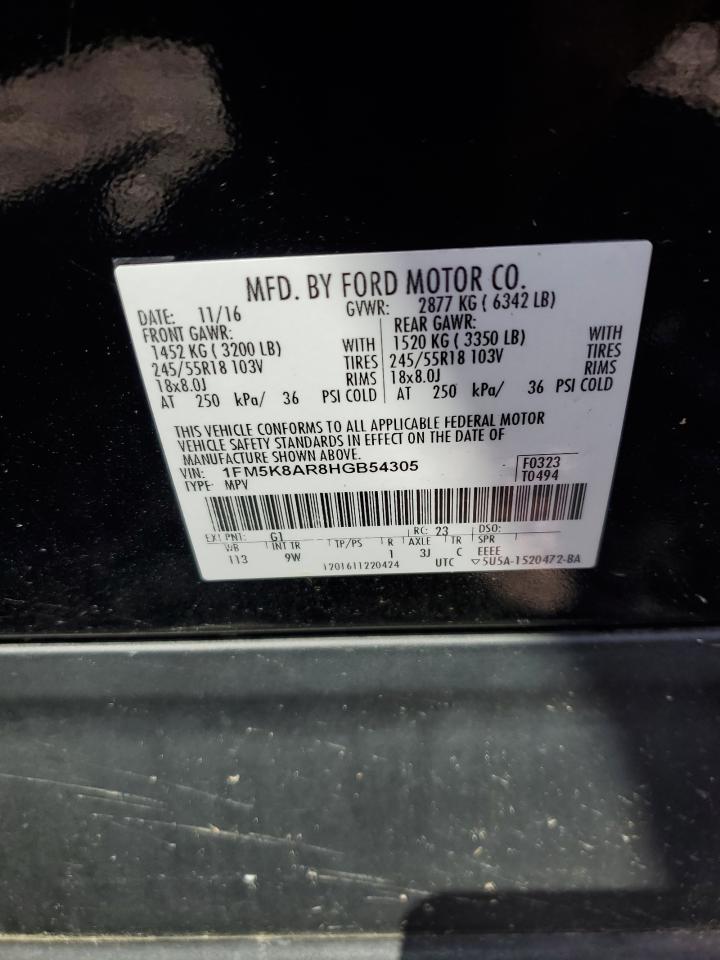 MFD. BY FORD MOTOR CO.
DATE: 11/16 GVWR: 2877 KG ( 6342 LB)
FRONT GAWR: REAR GAWR:
1452 KG ( 3200 LB) WITH 1520 KG ( 3350 LB) WITH
245/55R18 103V TIRES 245/55R18 103V TIRES
18x8.0J RIMS 18x8.0J RIMS
AT 250 kPa/ 36 PSI COLD AT 250 kPa/ 36 PSI COLD
THIS VEHICLE CONFORMS TO ALL APPLICABLE FEDERAL MOTOR
VEHICLE SAFETY STANDARDS IN EFFECT ON THE DATE OF
MANUFACTURE SHOWN ABOVE.
VIN: 1FM5K8AR8HGB54305 F0323
TYPE: MPV T0494
EXT PNT: G1 RC: 23 DSO:
WB INT TR TP/PS R AXLE TR SPR
113 9W 1 3J C EEEE
1201611220424 UTC ▽5U5A-1520472-BA